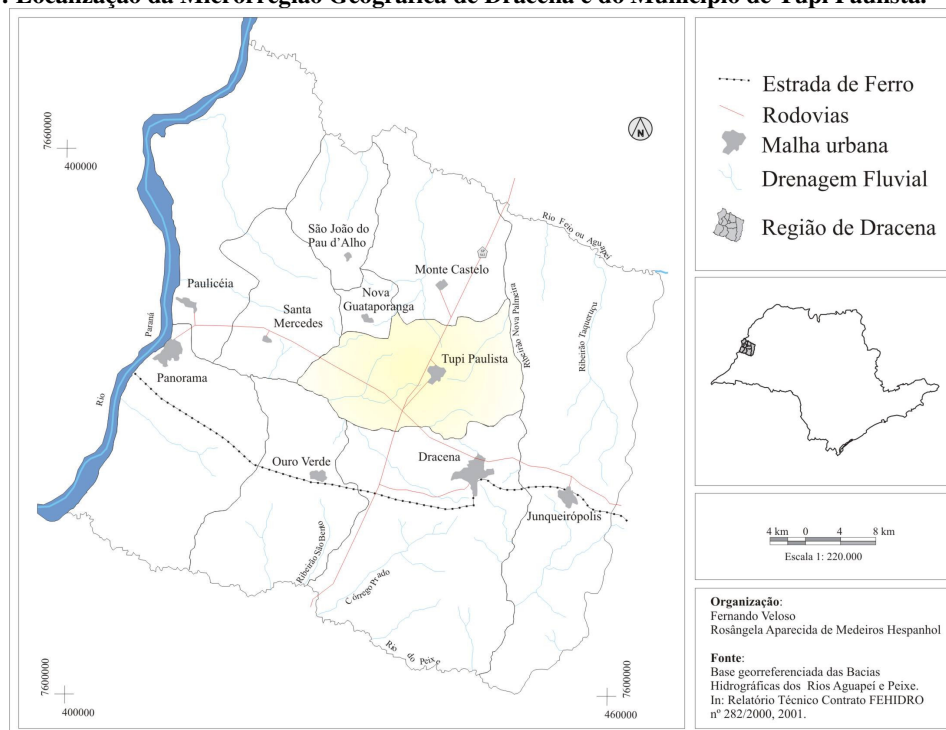 . Localização da Microrregião Geográfica de Dracena e do Município de Tupi Paulista.
7660000
400000
N
São João do
Pau d'Alho
Rio Feio ou Aguapeí
Monte Castelo
Paulicéia
Nova
Guataporanga
Santa
Mercedes
Ribeirão Nova Palmeira
Ribeirão Taquaruçu
Paraná
Rio
Tupi Paulista
Panorama
Dracena
Ouro Verde
Junqueirópolis
Ribeirão São Bento
Córrego Prado
Rio do Peixe
7600000
400000
7600000
460000
Estrada de Ferro
Rodovias
Malha urbana
Drenagem Fluvial
Região de Dracena
4 km 0 4 8 km
Escala 1: 220.000
Organização:
Fernando Veloso
Rosângela Aparecida de Medeiros Hespanhol
Fonte:
Base georreferenciada das Bacias
Hidrográficas dos Rios Aguapeí e Peixe.
In: Relatório Técnico Contrato FEHIDRO
nº 282/2000, 2001.